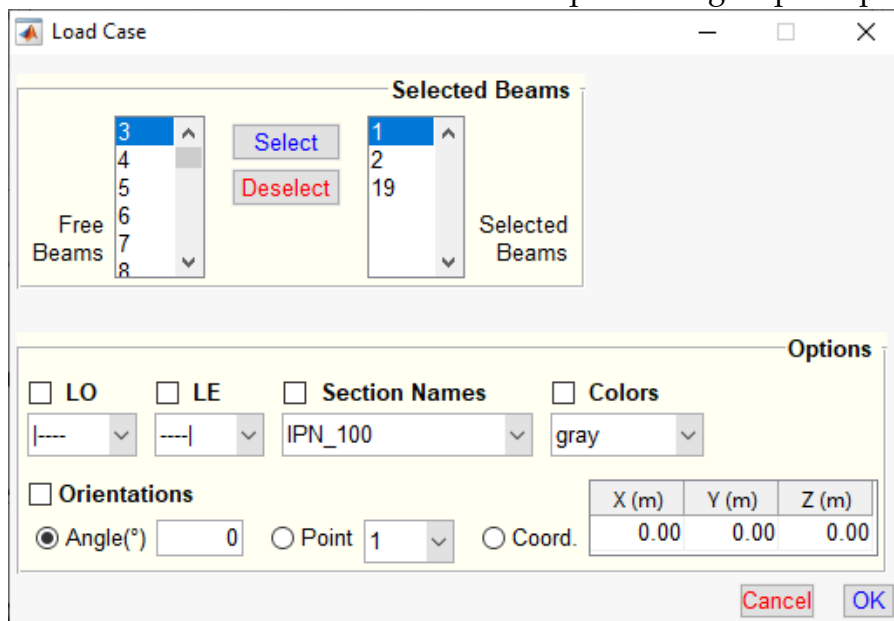 Load Case
Selected Beams
3
4
5
6
7
8
Free
Beams
Select
Deselect
1
2
19
Selected
Beams
Options
LO LE Section Names Colors
|---- ----| IPN_100 gray
Orientations
Angle(°) 0 Point 1 Coord.
X (m) Y (m) Z (m)
0.00 0.00 0.00
Cancel OK